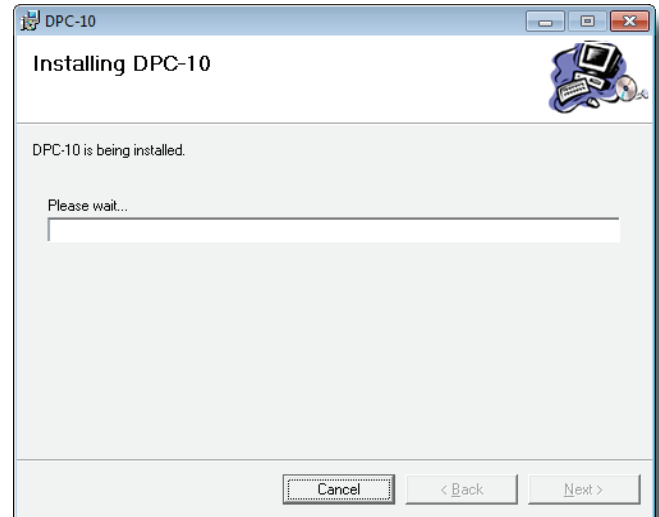 DPC-10
Installing DPC-10
DPC-10 is being installed.
Please wait...
Cancel
< Back
Next >